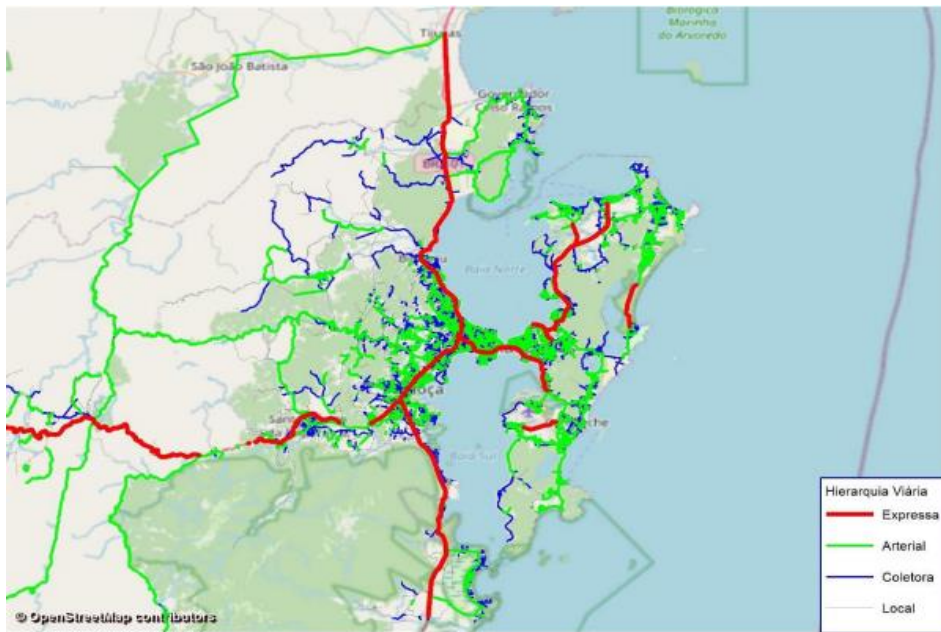 Biológica
Marinha
do Arvoredo
Tijucas
São João Batista
Governador
Celso Ramos
Baía Norte
Baía Sul
Hierarquia Viária
Expressa
Arterial
Coletora
Local
© OpenStreetMap contributors